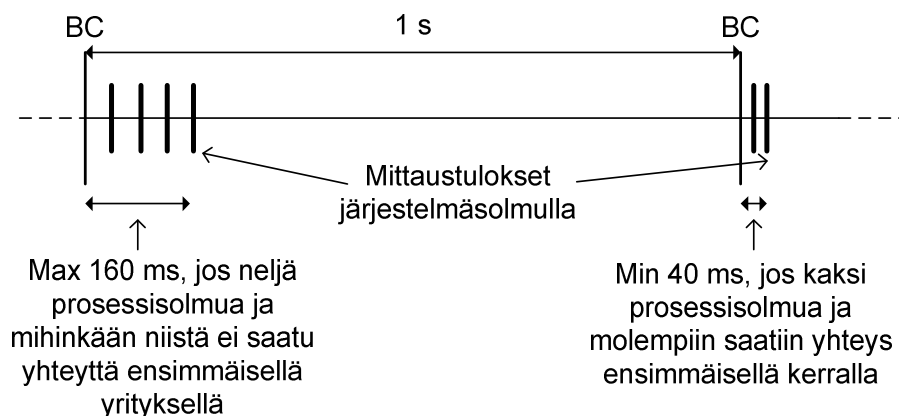 BC
1 s
BC
Mittaustulokset
järjestelmäsolmulla
Max 160 ms, jos neljä
prosessisolmua ja
mihinkään niistä ei saatu
yhteyttä ensimmäisellä
yrityksellä
Min 40 ms, jos kaksi
prosessisolmua ja
molempiin saatiin yhteys
ensimmäisellä kerralla